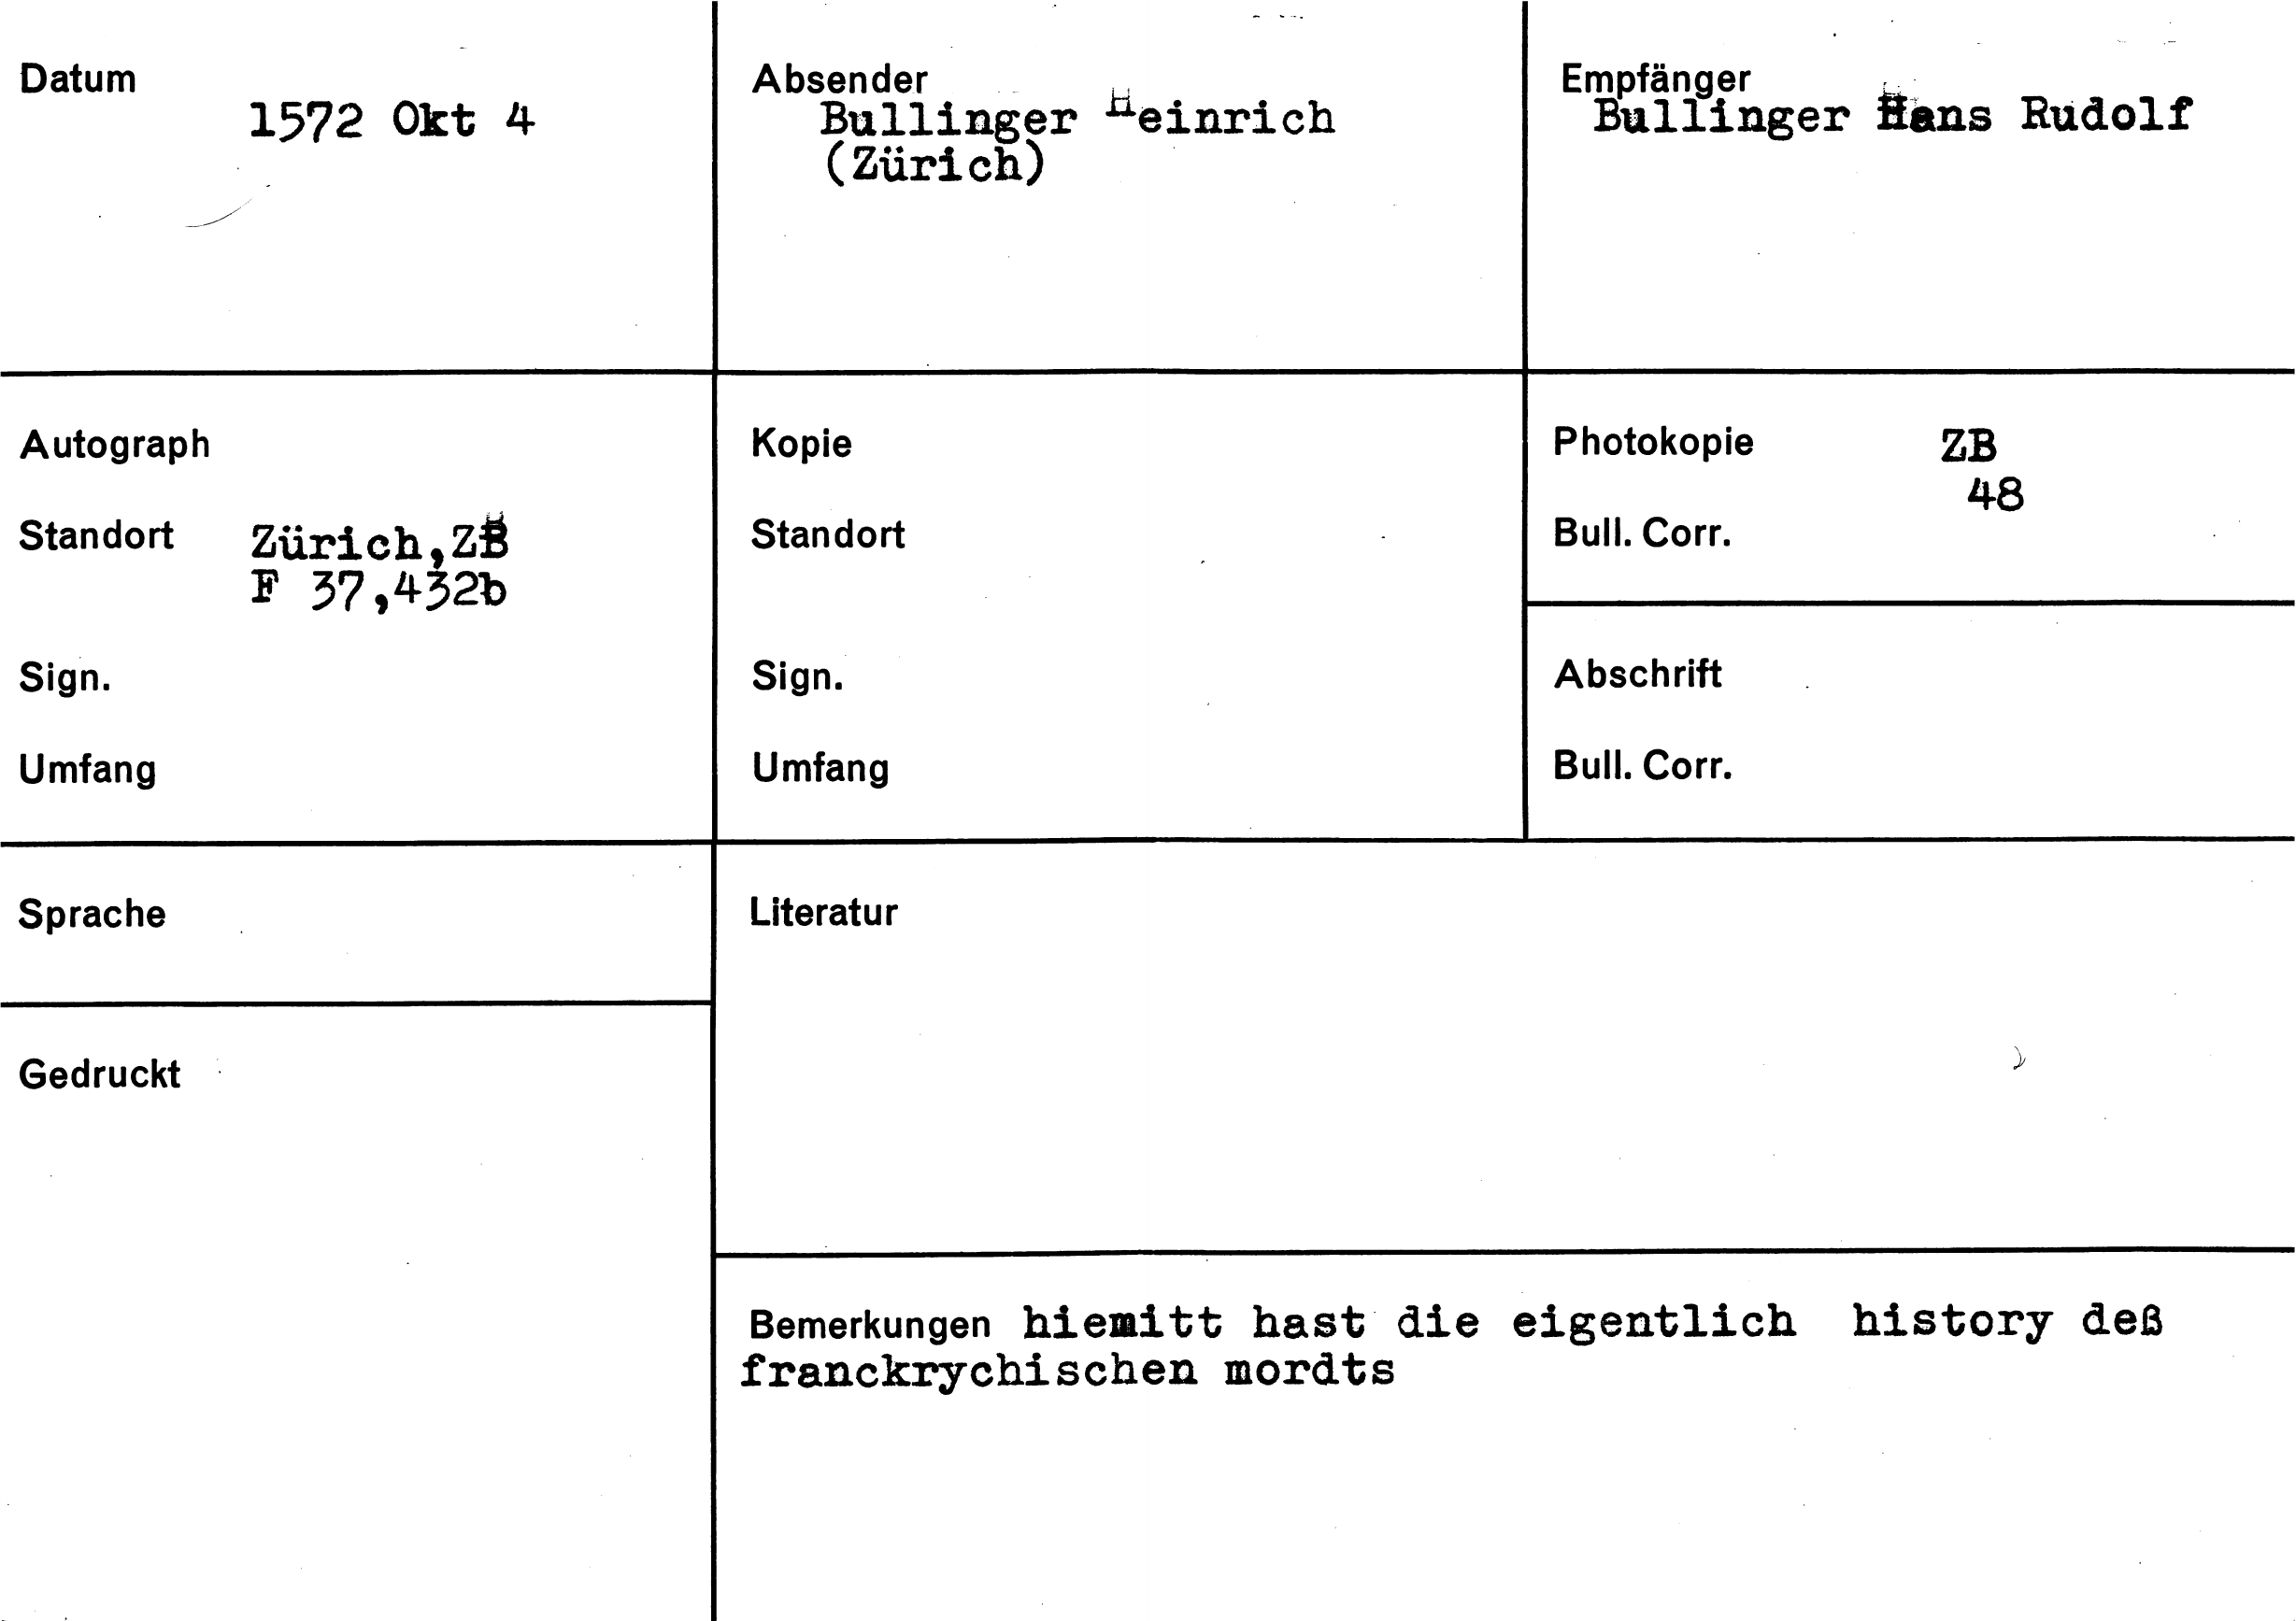 Datum
1572 Okt 4
Absender
Bullinger Heinrich
(Zürich)
Empfänger
Bullinger Hans Rudolf
Autograph
Standort Zürich,ZB
F 37,432b
Sign.
Umfang
Kopie
Standort
Sign.
Umfang
Photokopie ZB
48
Bull. Corr.
Abschrift
Bull. Corr.
Sprache
Gedruckt
Literatur
Bemerkungen hiemitt hast die eigentlich history deß
franckrychischen mordts